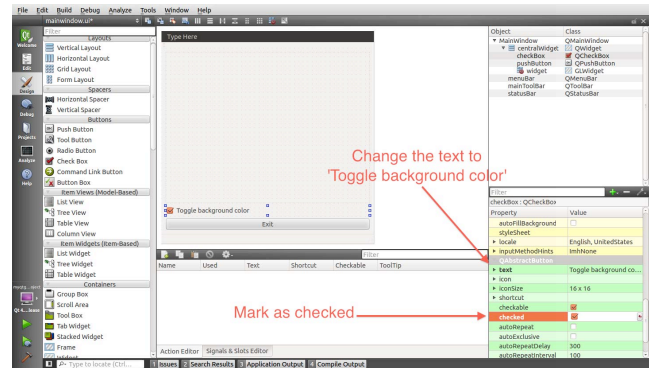 File Edit Build Debug Analyze Tools Window Help
mainwindow.ui*
Welcome
Edit
Design
Debug
Projects
Analyze
Help
Filter
Layouts
Vertical Layout
Horizontal Layout
Grid Layout
Form Layout
Spacers
Horizontal Spacer
Vertical Spacer
Buttons
Push Button
Tool Button
Radio Button
Check Box
Command Link Button
Button Box
Item Views (Model-Based)
List View
Tree View
Table View
Column View
Item Widgets (Item-Based)
List Widget
Tree Widget
Table Widget
Containers
Group Box
Scroll Area
Tool Box
Tab Widget
Stacked Widget
Frame
Widget
Type Here
Toggle background color
Exit
Object Class
MainWindow QMainWindow
centralWidget QWidget
checkBox QCheckBox
pushButton QPushButton
widget GLWidget
menuBar QMenuBar
mainToolBar QToolBar
statusBar QStatusBar
Change the text to
'Toggle background color'
Filter
checkBox : QCheckBox
Property Value
autoFillBackground
styleSheet
locale English, UnitedStates
inputMethodHints ImhNone
QAbstractButton
text Toggle background co...
icon
iconSize 16 x 16
shortcut
checkable
checked
autoRepeat
autoExclusive
autoRepeatDelay 300
autoRepeatInterval 100
Filter
Name Used Text Shortcut Checkable ToolTip
Mark as checked
Action Editor Signals & Slots Editor
Type to locate (Ctrl...
1 Issues 2 Search Results 3 Application Output 4 Compile Output